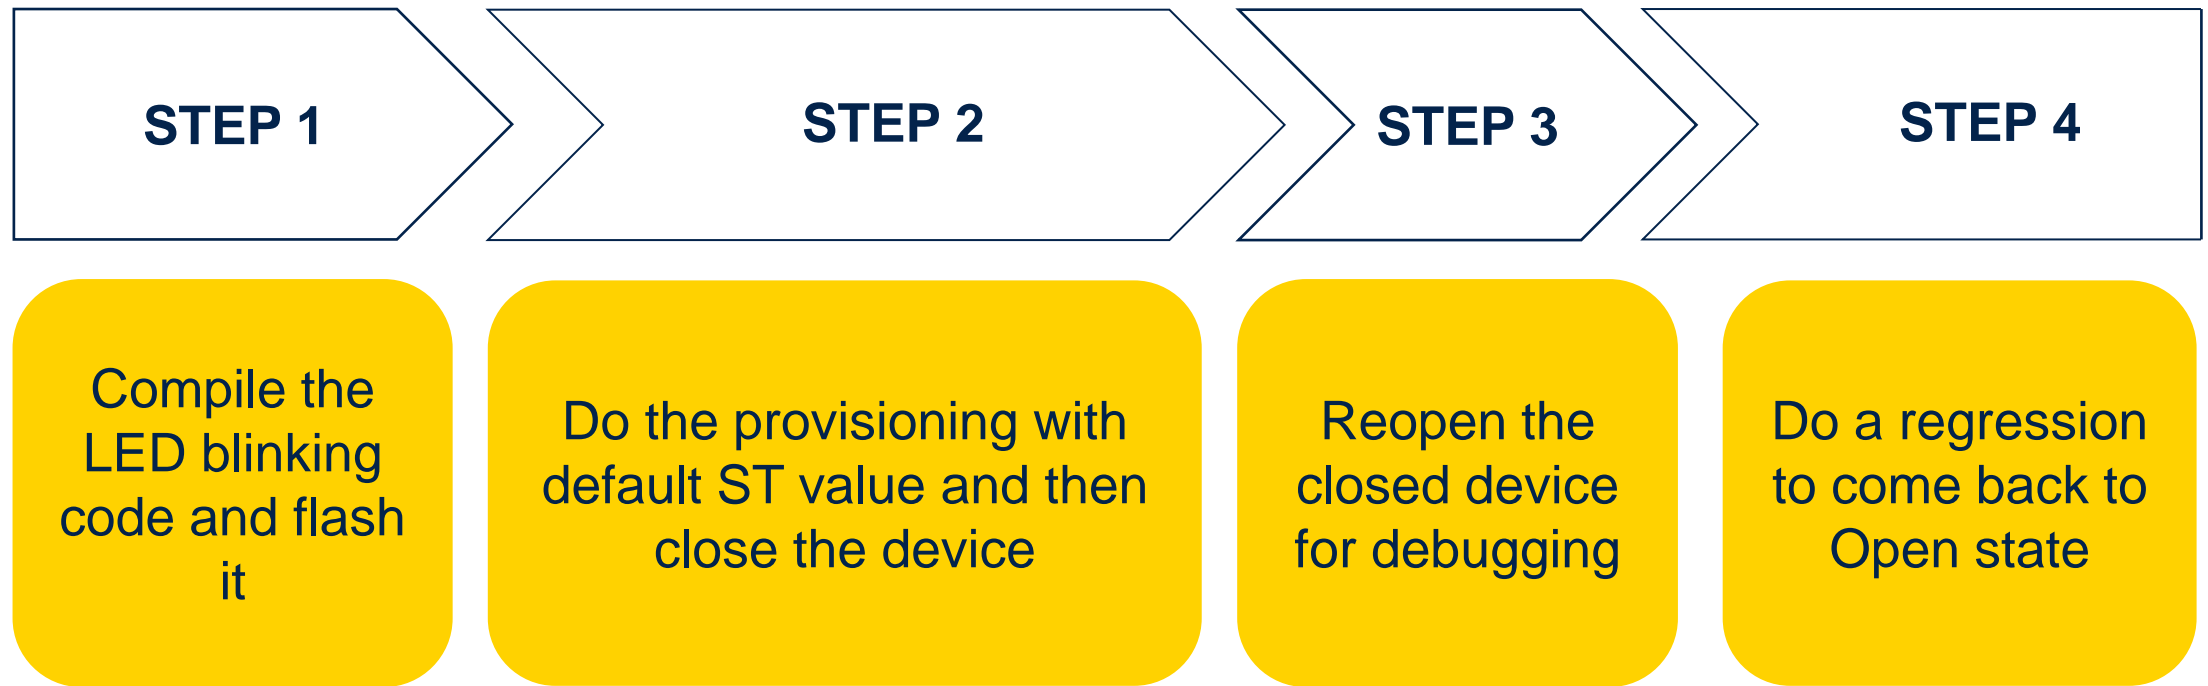 STEP 1
STEP 2
STEP 3
STEP 4
Compile the
LED blinking
code and flash
it
Do the provisioning with
default ST value and then
close the device
Reopen the
closed device
for debugging
Do a regression
to come back to
Open state